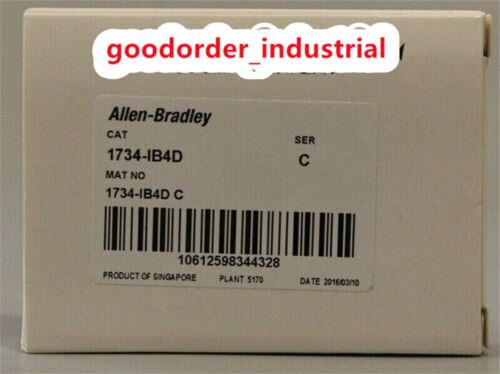 goodorder_industrial
Allen-Bradley
CAT SER
1734-IB4D C
MAT NO
1734-IB4D C
10612598344328
PRODUCT OF SINGAPORE PLANT 5170 DATE 2016/03/10